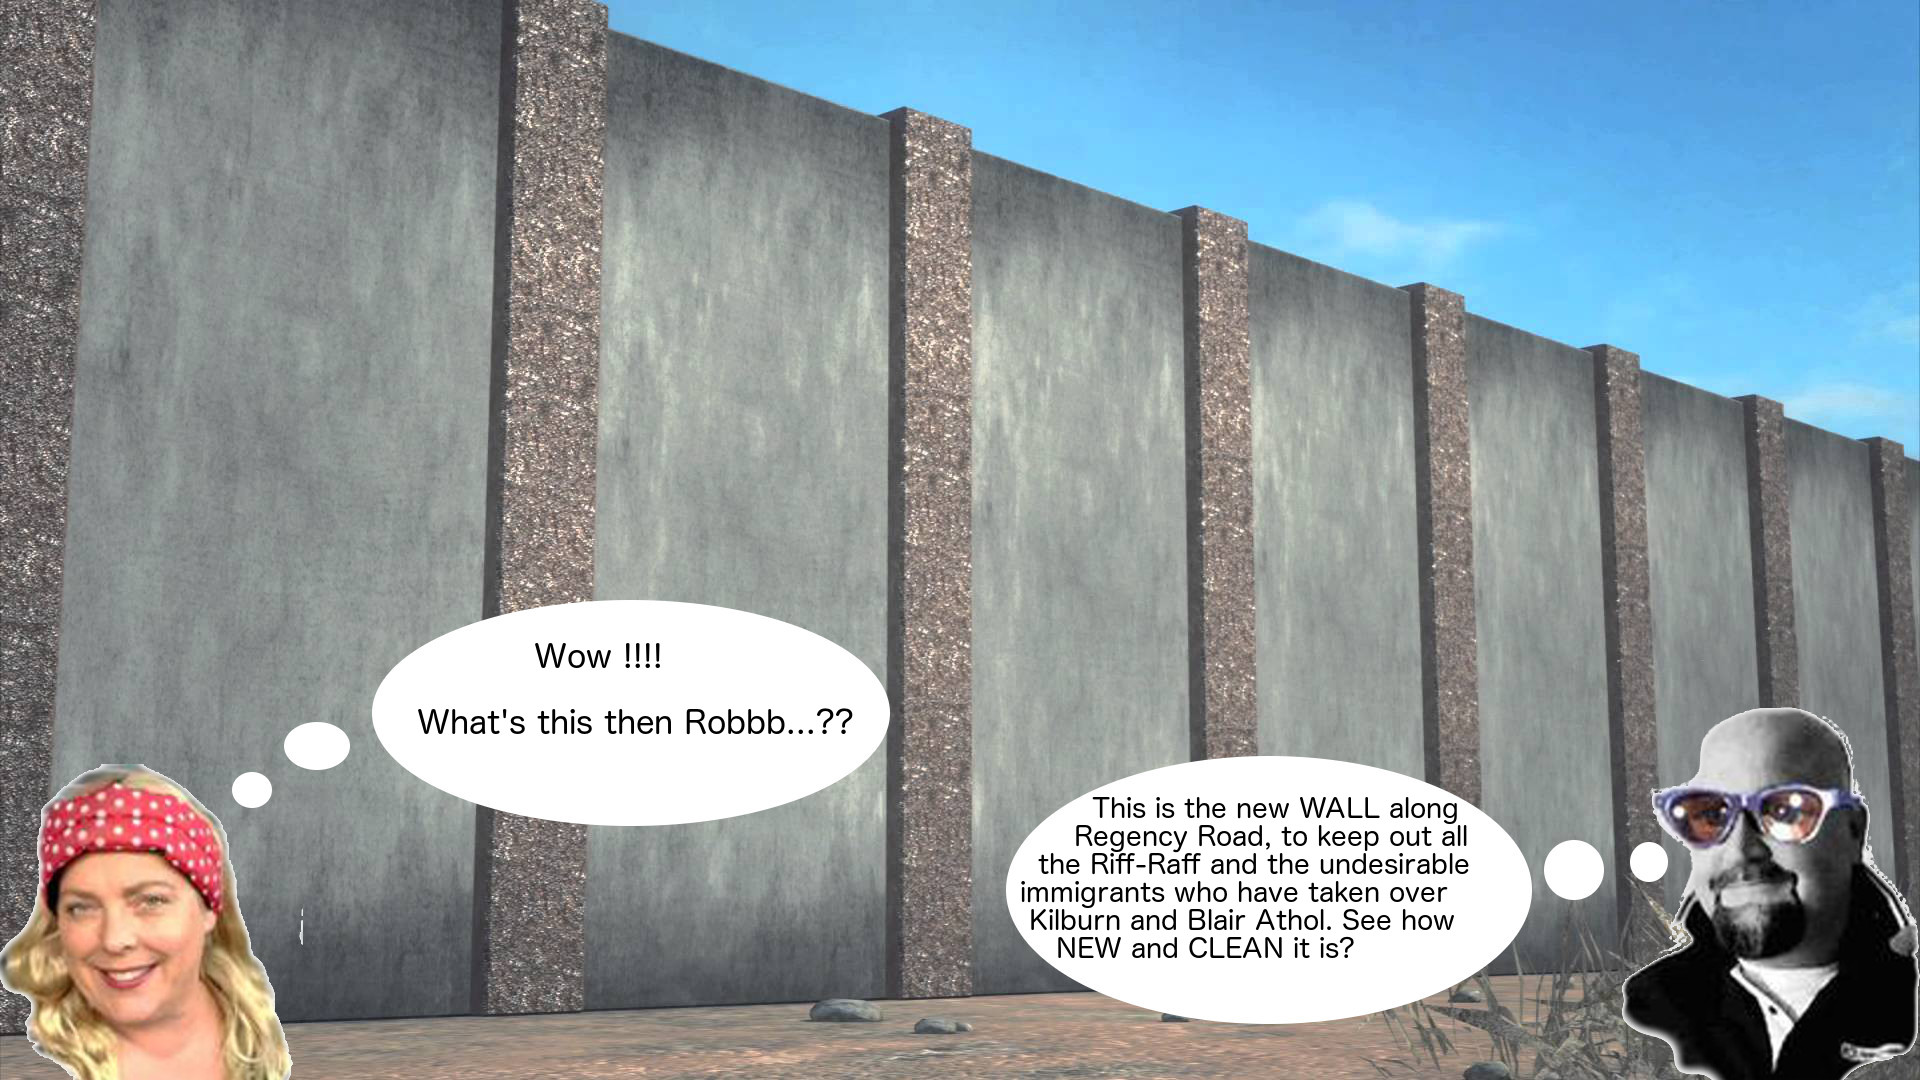 Wow !!!!
What's this then Robbb...??
This is the new WALL along
Regency Road, to keep out all
the Riff-Raff and the undesirable
immigrants who have taken over
Kilburn and Blair Athol. See how
NEW and CLEAN it is?